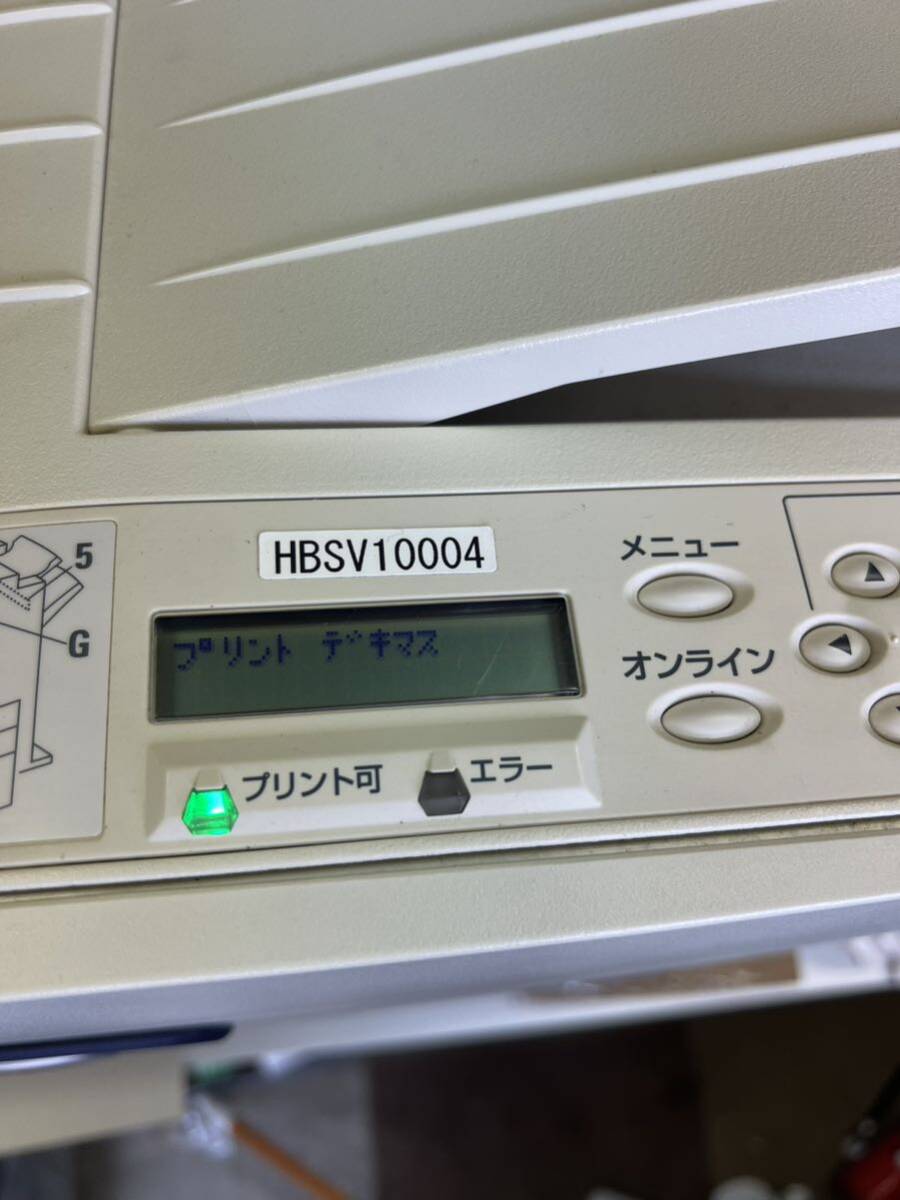 5
G
HBSV10004
プリント デキマス
メニュー
オンライン
プリント可
エラー